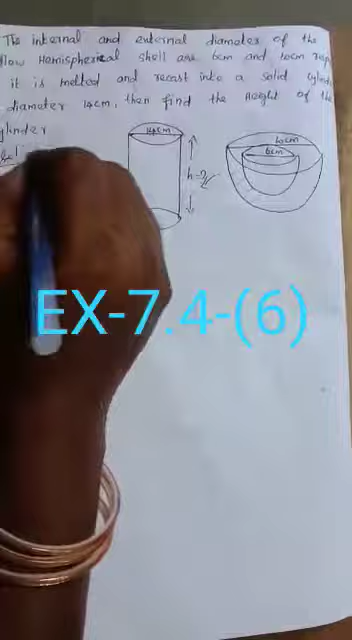 The internal and external diameter of the
llow Hemispherical shell are 6cm and 10cm resp
it is melted and recast into a solid cylinde
diameter 14cm, then find the Height of the
ylinder
14cm
h=?
10cm
6cm
EX-7.4-(6)